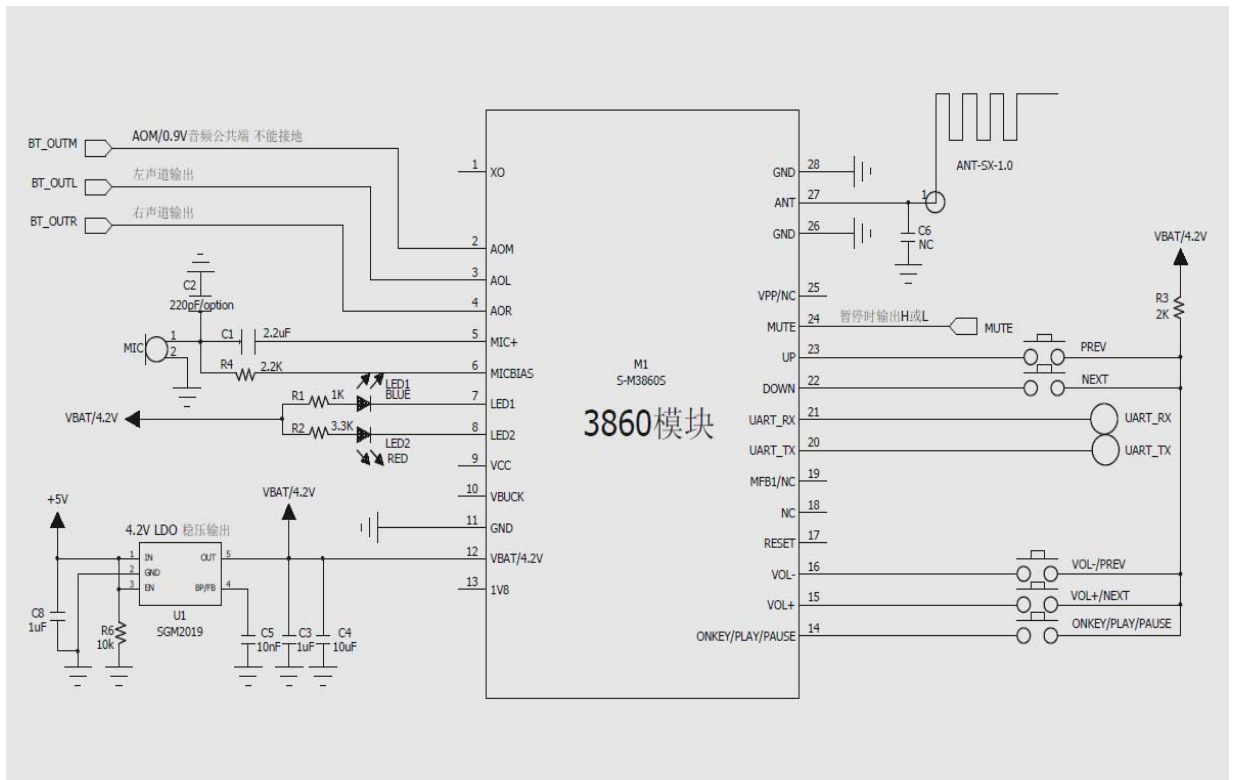 BT_OUTM
AOM/0.9V音频公共端 不能接地
BT_OUTL
左声道输出
BT_OUTR
右声道输出
C2
220pF/option
MIC
1
2
C1
2.2uF
R4
2.2K
R1
1K
LED1
BLUE
VBAT/4.2V
R2
3.3K
LED2
RED
+5V
VBAT/4.2V
4.2V LDO 稳压输出
1 IN
OUT 5
2 GND
3 EN
BP/FB 4
U1
SGM2019
C8
1uF
R6
10k
C5
10nF
C3
1uF
C4
10uF
1 XO
2 AOM
3 AOL
4 AOR
5 MIC+
6 MICBIAS
7 LED1
8 LED2
9 VCC
10 VBUCK
11 GND
12 VBAT/4.2V
13 1V8
M1
S-M3860S
3860模块
GND 28
ANT 27
GND 26
VPP/NC 25
MUTE 24
UP 23
DOWN 22
UART_RX 21
UART_TX 20
MFB1/NC 19
NC 18
RESET 17
VOL- 16
VOL+ 15
ONKEY/PLAY/PAUSE 14
ANT-SX-1.0
1
C6
NC
VBAT/4.2V
R3
2K
暂停时输出H或L
MUTE
PREV
NEXT
UART_RX
UART_TX
VOL-/PREV
VOL+/NEXT
ONKEY/PLAY/PAUSE